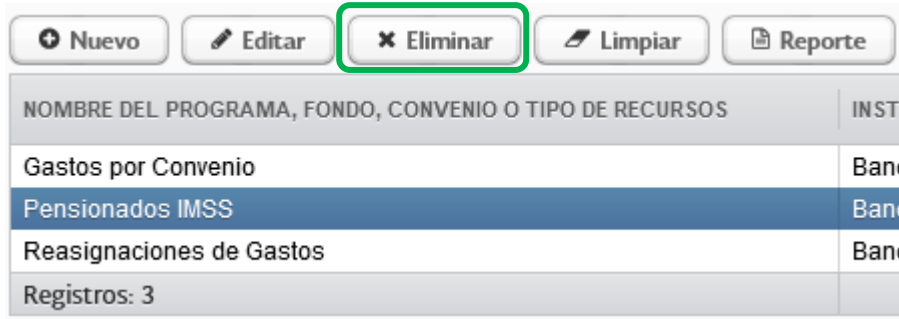 Nuevo Editar Eliminar Limpiar Reporte
NOMBRE DEL PROGRAMA, FONDO, CONVENIO O TIPO DE RECURSOS
Gastos por Convenio
Pensionados IMSS
Reasignaciones de Gastos
Registros: 3